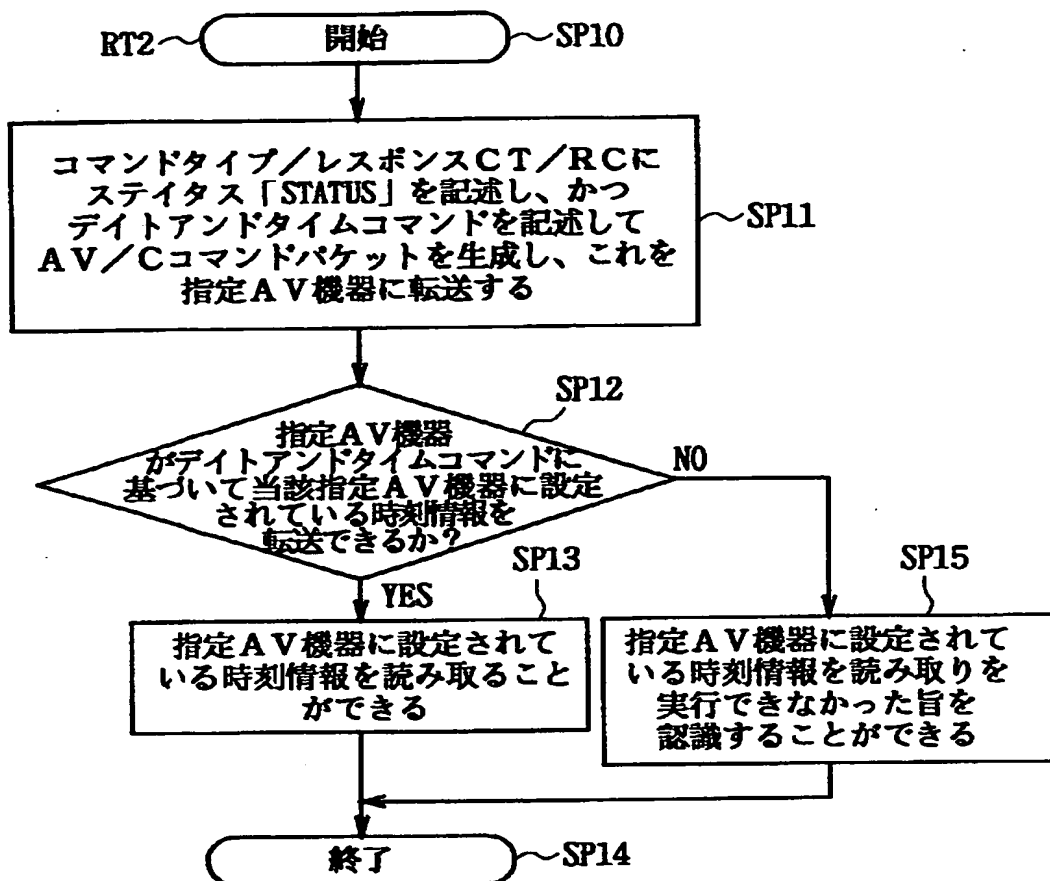 RT2
開始
SP10
コマンドタイプ/レスポンスCT/RCに
ステイタス「STATUS」を記述し、かつ
デイトアンドタイムコマンドを記述して
AV/Cコマンドパケットを生成し、これを
指定AV機器に転送する
SP11
SP12
指定AV機器
がデイトアンドタイムコマンドに
基づいて当該指定AV機器に設定
されている時刻情報を
転送できるか?
NO
YES
SP13
指定AV機器に設定されて
いる時刻情報を読み取ること
ができる
SP15
指定AV機器に設定されて
いる時刻情報を読み取りを
実行できなかった旨を
認識することができる
終了
SP14